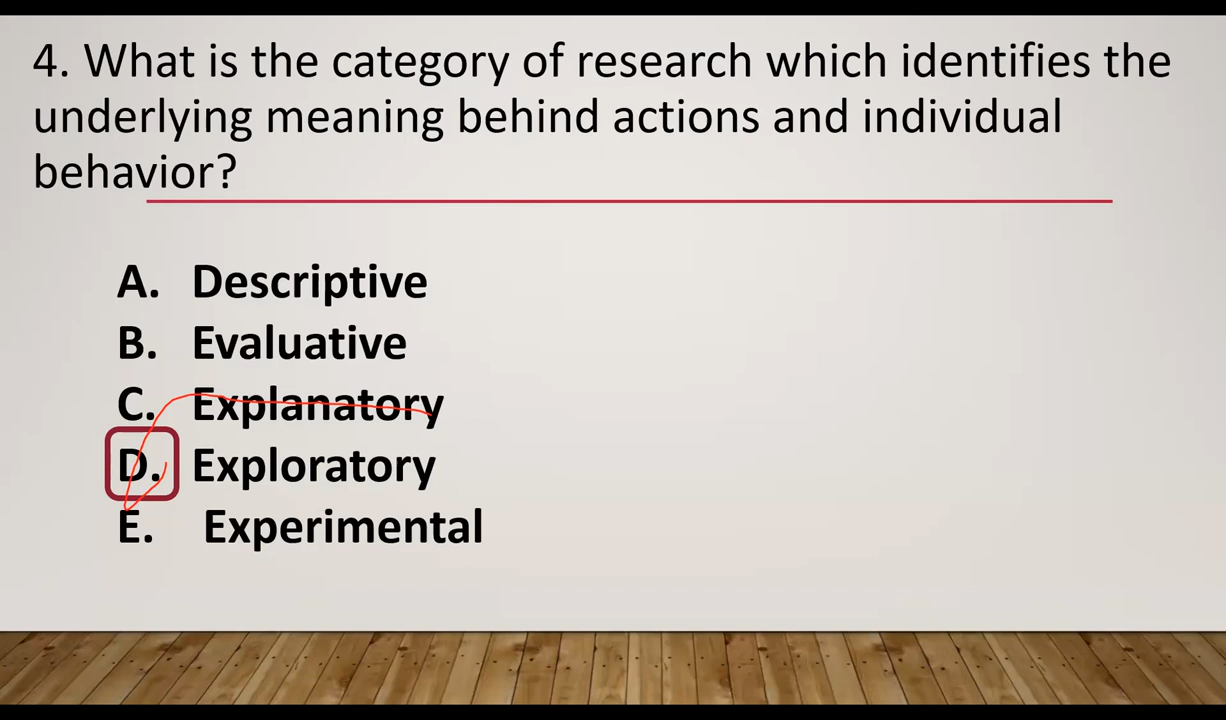 4. What is the category of research which identifies the
underlying meaning behind actions and individual
behavior?
A. Descriptive
B. Evaluative
C. Explanatory
D. Exploratory
E. Experimental